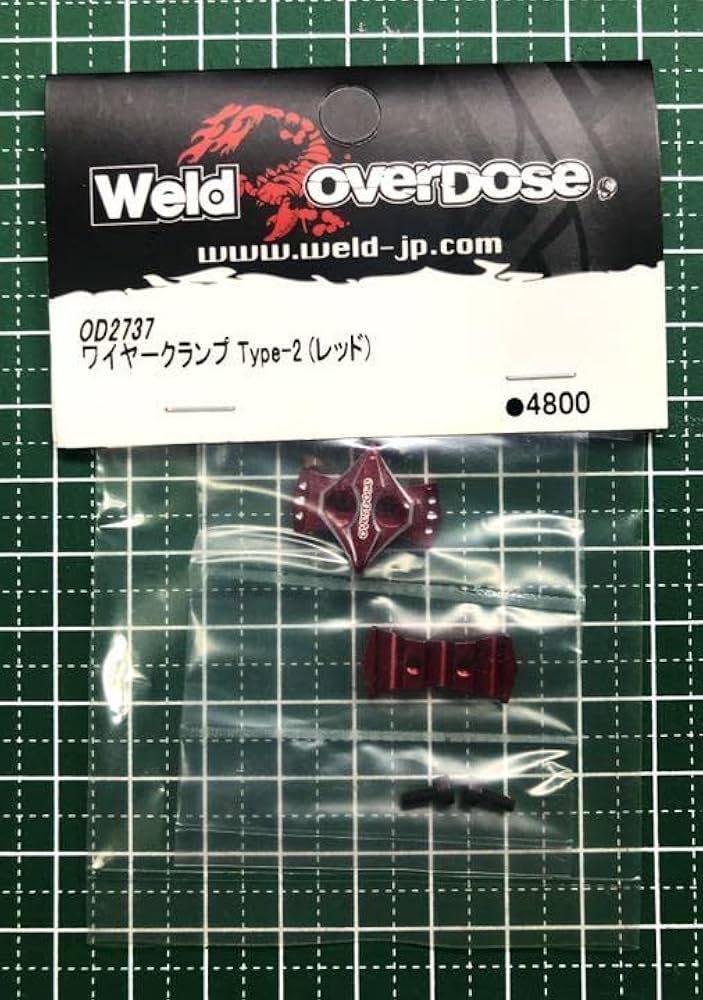 Weld OVERDOSE.
www.weld-jp.com
OD2737
ワイヤークランプ Type-2(レッド)
●4800
OVERDOSE